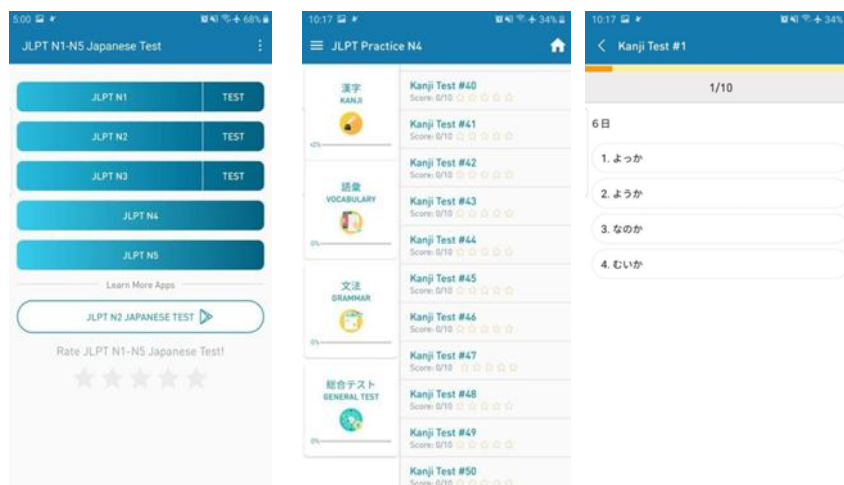 5:00
68%
JLPT N1-N5 Japanese Test
JLPT N1 TEST
JLPT N2 TEST
JLPT N3 TEST
JLPT N4
JLPT N5
Learn More Apps
JLPT N2 JAPANESE TEST
Rate JLPT N1-N5 Japanese Test!
10:17
34%
JLPT Practice N4
漢字
KANJI
語彙
VOCABULARY
0%
文法
GRAMMAR
0%
総合テスト
GENERAL TEST
0%
Kanji Test #40
Score: 0/10
Kanji Test #41
Score: 0/10
Kanji Test #42
Score: 0/10
Kanji Test #43
Score: 0/10
Kanji Test #44
Score: 0/10
Kanji Test #45
Score: 0/10
Kanji Test #46
Score: 0/10
Kanji Test #47
Score: 0/10
Kanji Test #48
Score: 0/10
Kanji Test #49
Score: 0/10
Kanji Test #50
Score: 0/10
10:17
34%
Kanji Test #1
1/10
6日
1. よっか
2. ようか
3. なのか
4. むいか